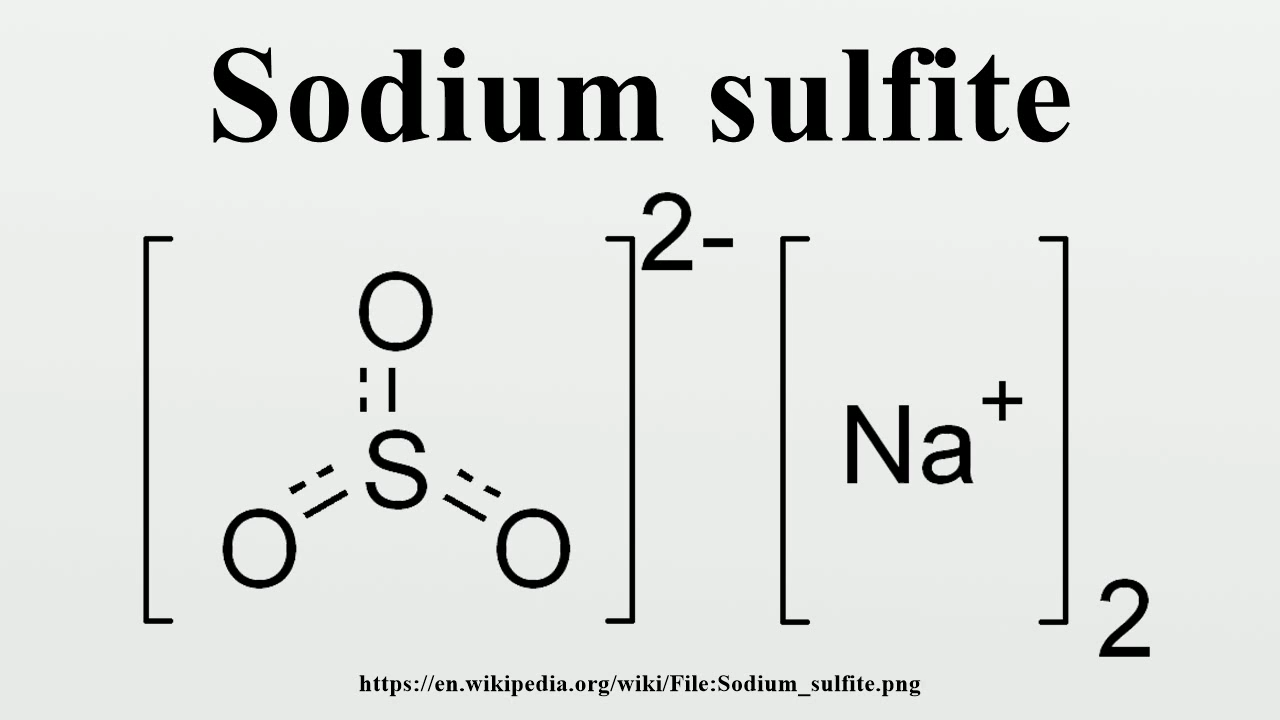 Sodium sulfite
2-
O
S
O O
Na+
2
https://en.wikipedia.org/wiki/File:Sodium_sulfite.png